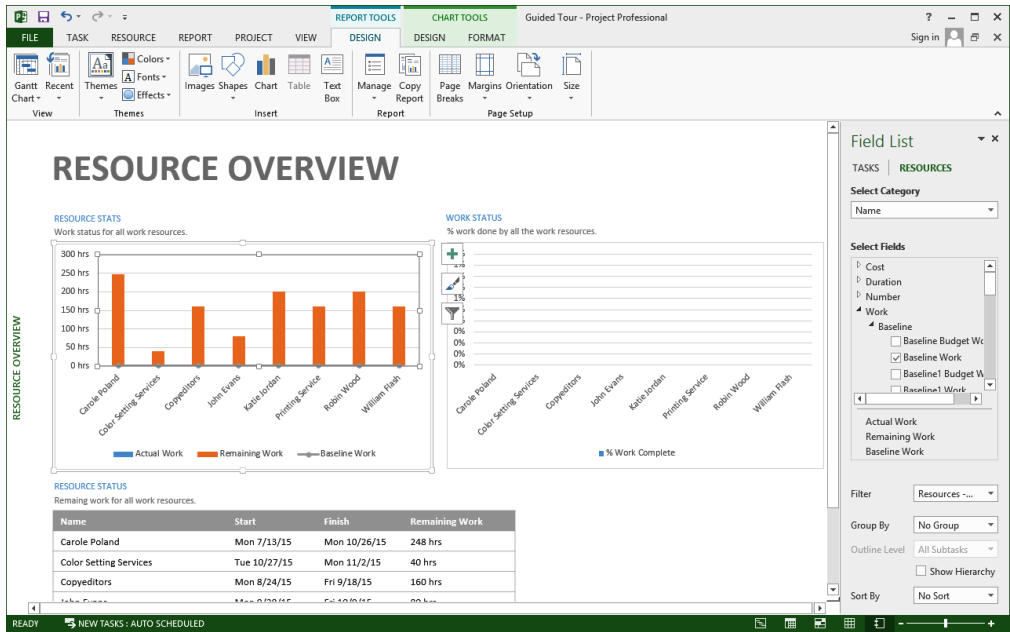 REPORT TOOLS CHART TOOLS Guided Tour - Project Professional
FILE TASK RESOURCE REPORT PROJECT VIEW DESIGN DESIGN FORMAT Sign in
Gantt Chart Recent Themes Colors Fonts Effects Images Shapes Chart Table Text Box Manage Copy Report Page Breaks Margins Orientation Size
View Themes Insert Report Page Setup
RESOURCE OVERVIEW
RESOURCE OVERVIEW
RESOURCE STATS
Work status for all work resources.
300 hrs
250 hrs
200 hrs
150 hrs
100 hrs
50 hrs
0 hrs
Carole Poland
Color Setting Services
Copyeditors
John Evans
Katie Jordan
Printing Service
Robin Wood
William Flash
Actual Work Remaining Work Baseline Work
WORK STATUS
% work done by all the work resources.
1%
1%
0%
0%
0%
0%
Carole Poland
Color Setting Services
Copyeditors
John Evans
Katie Jordan
Printing Service
Robin Wood
William Flash
% Work Complete
RESOURCE STATUS
Remaing work for all work resources.
Name Start Finish Remaining Work
Carole Poland Mon 7/13/15 Mon 10/26/15 248 hrs
Color Setting Services Tue 10/27/15 Mon 11/2/15 40 hrs
Copyeditors Mon 8/24/15 Fri 9/18/15 160 hrs
Field List
TASKS RESOURCES
Select Category
Name
Select Fields
Cost
Duration
Number
Work
Baseline
Baseline Budget Wo
Baseline Work
Baseline1 Budget W
Baseline1 Work
Actual Work
Remaining Work
Baseline Work
Filter Resources -...
Group By No Group
Outline Level All Subtasks
Show Hierarchy
Sort By No Sort
READY NEW TASKS : AUTO SCHEDULED